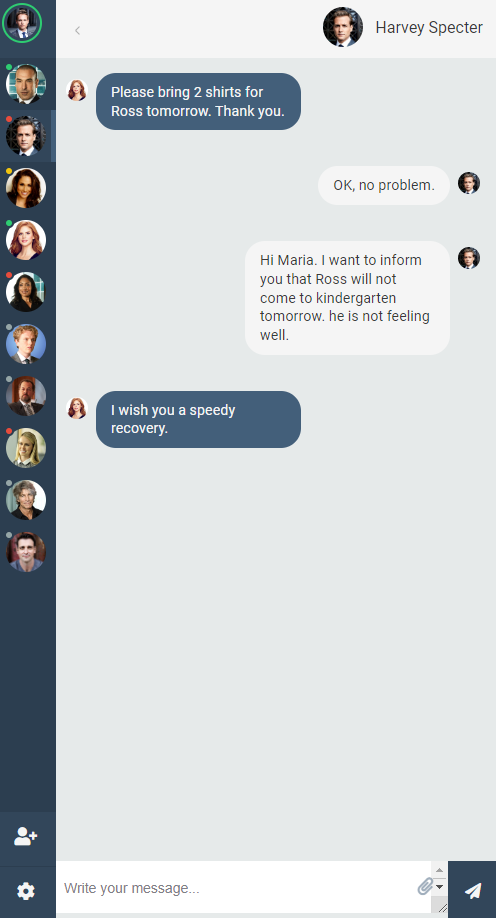 Harvey Specter
Please bring 2 shirts for
Ross tomorrow. Thank you.
OK, no problem.
Hi Maria. I want to inform
you that Ross will not
come to kindergarten
tomorrow. he is not feeling
well.
I wish you a speedy
recovery.
Write your message...